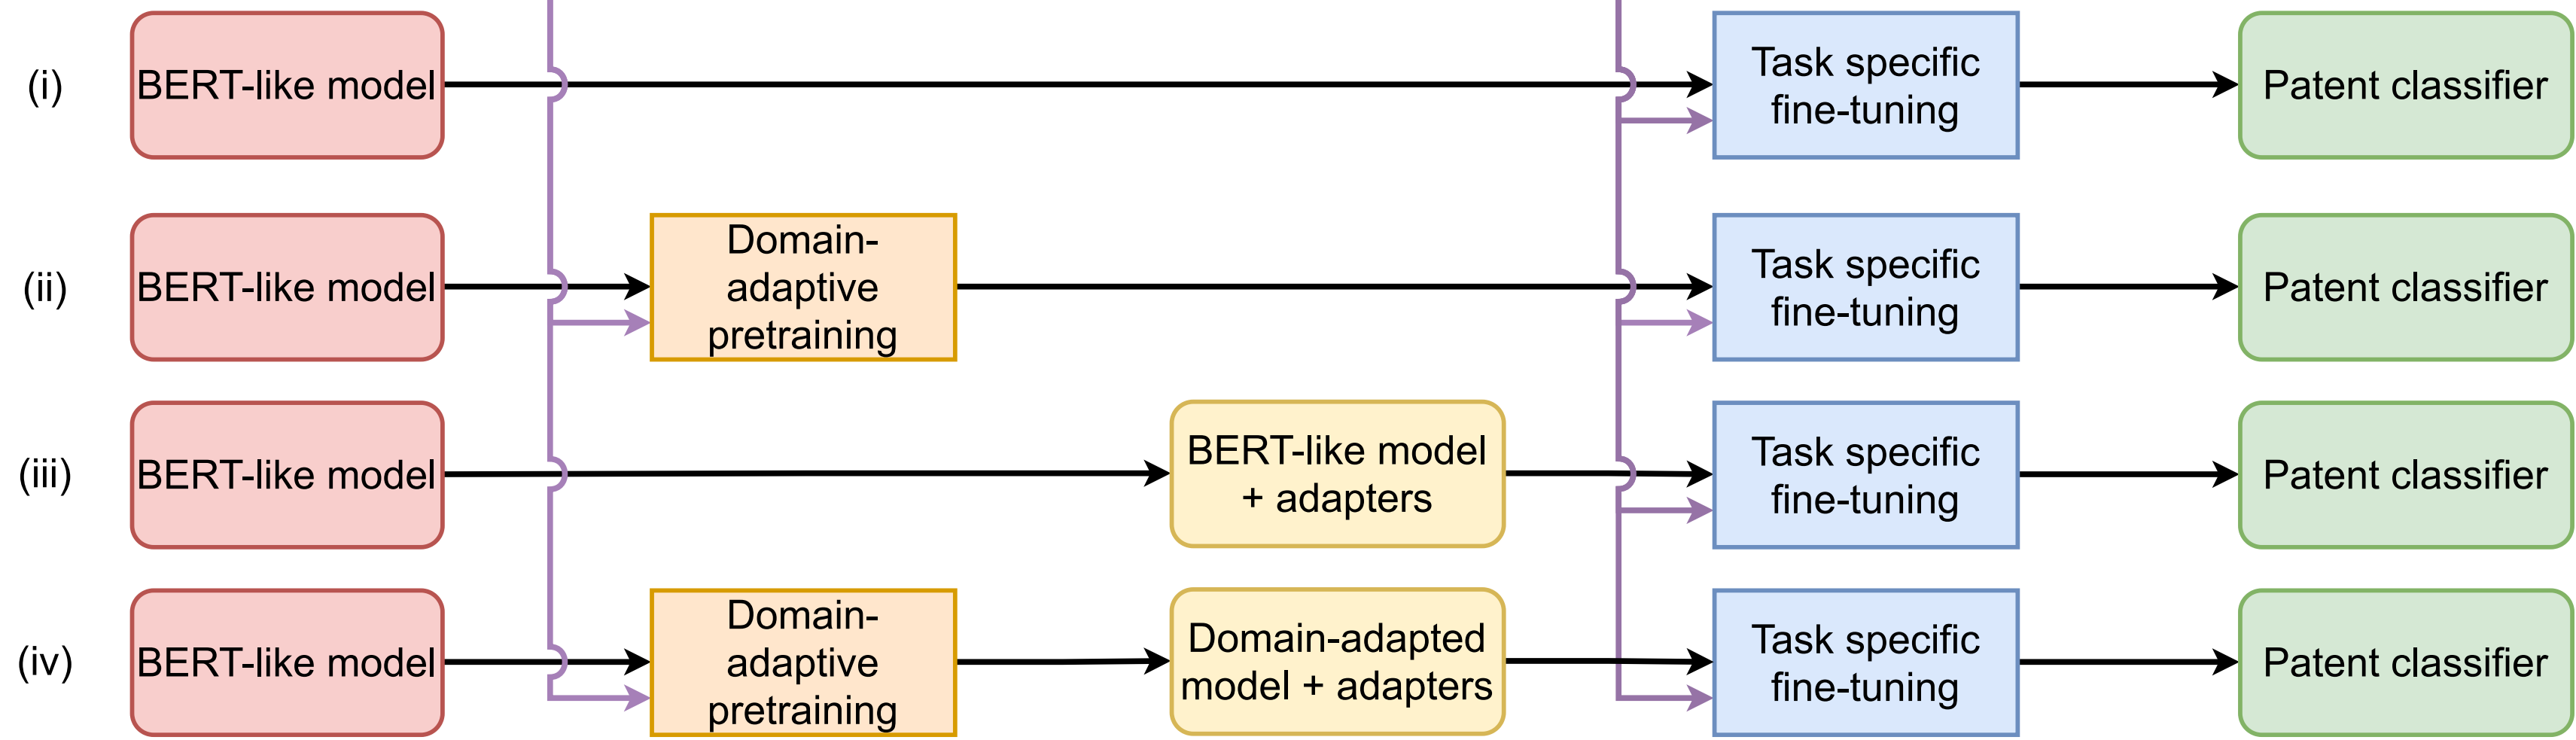 (i)
BERT-like model
Task specific
fine-tuning
Patent classifier
(ii)
BERT-like model
Domain-
adaptive
pretraining
Task specific
fine-tuning
Patent classifier
(iii)
BERT-like model
BERT-like model
+ adapters
Task specific
fine-tuning
Patent classifier
(iv)
BERT-like model
Domain-
adaptive
pretraining
Domain-adapted
model + adapters
Task specific
fine-tuning
Patent classifier